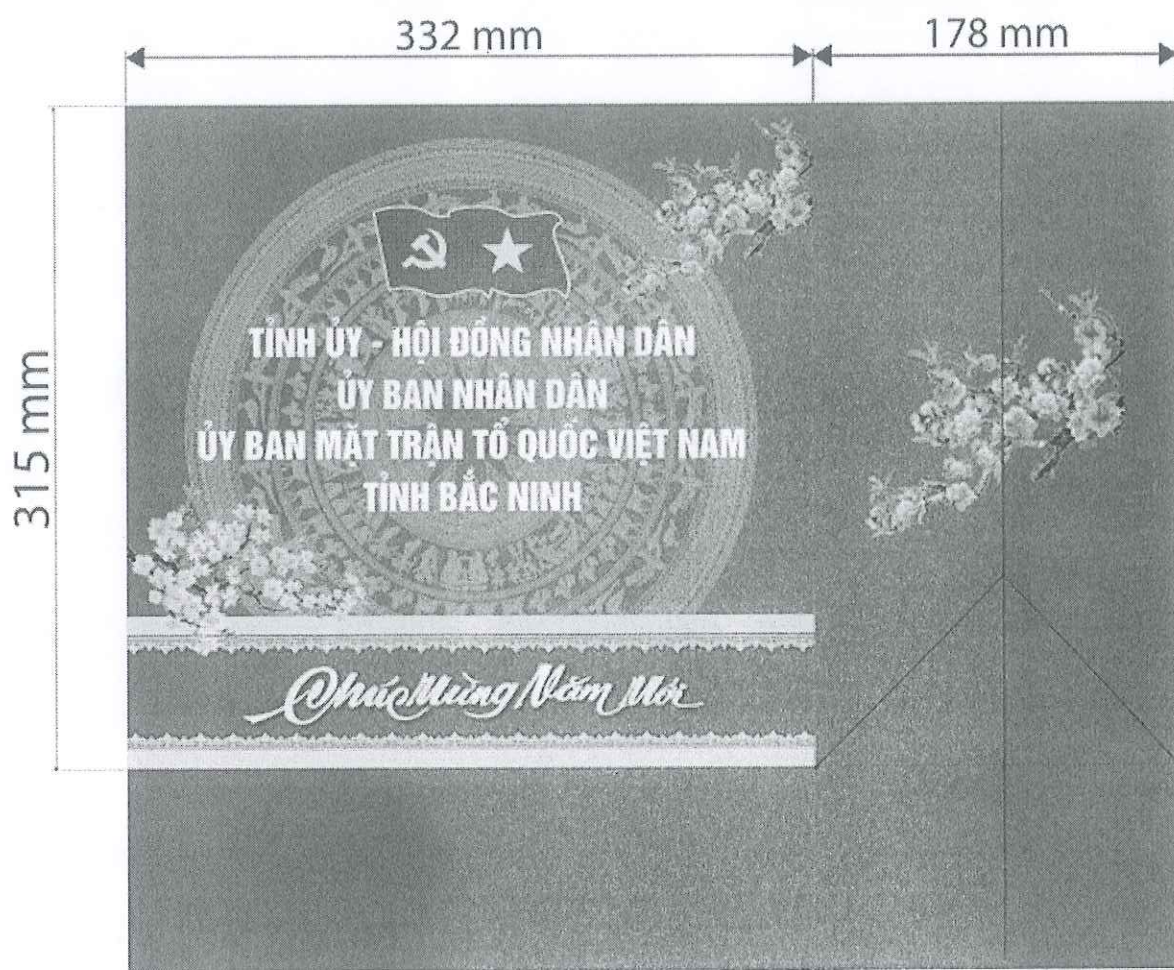 332 mm
178 mm
315 mm
TỈNH ỦY - HỘI ĐỒNG NHÂN DÂN
ỦY BAN NHÂN DÂN
ỦY BAN MẶT TRẬN TỔ QUỐC VIỆT NAM
TỈNH BẮC NINH
Chúc Mừng Năm Mới